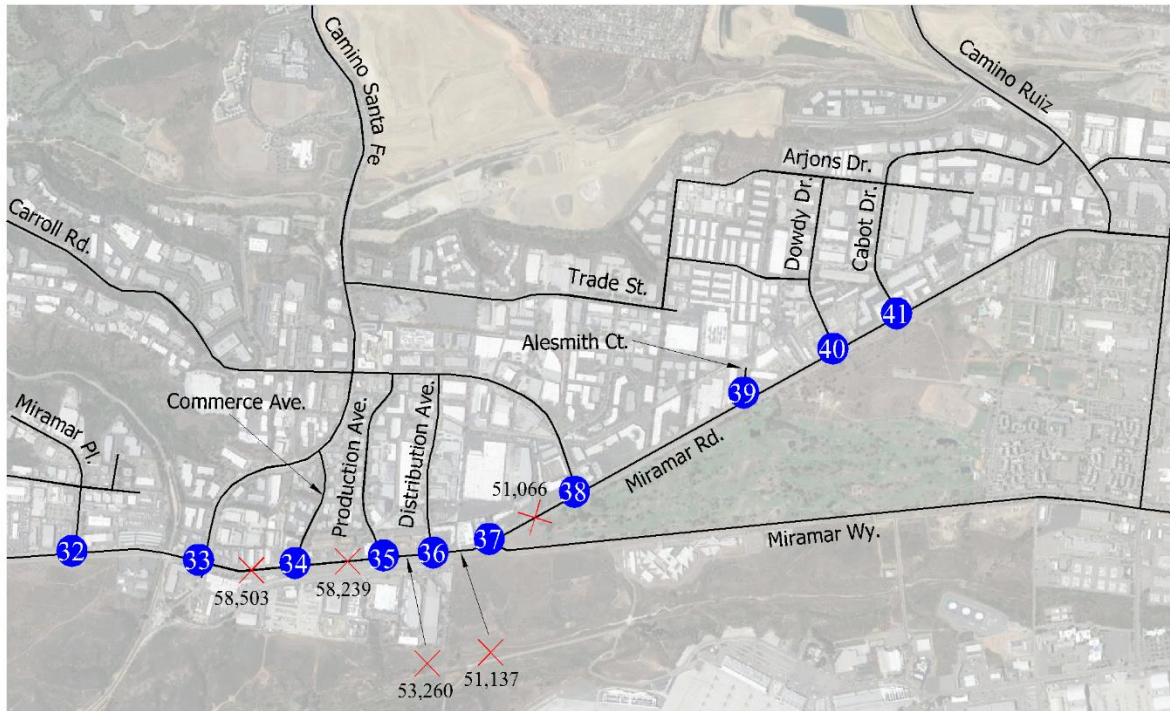 Camino Santa Fe
Camino Ruiz
Arjons Dr.
Dowdy Dr.
Cabot Dr.
Carroll Rd.
Trade St.
41
Alesmith Ct.
40
39
Commerce Ave.
Production Ave.
Distribution Ave.
Miramar Pl.
Miramar Rd.
51,066
38
Miramar Wy.
32
33
34
35
36
37
58,503
58,239
53,260
51,137